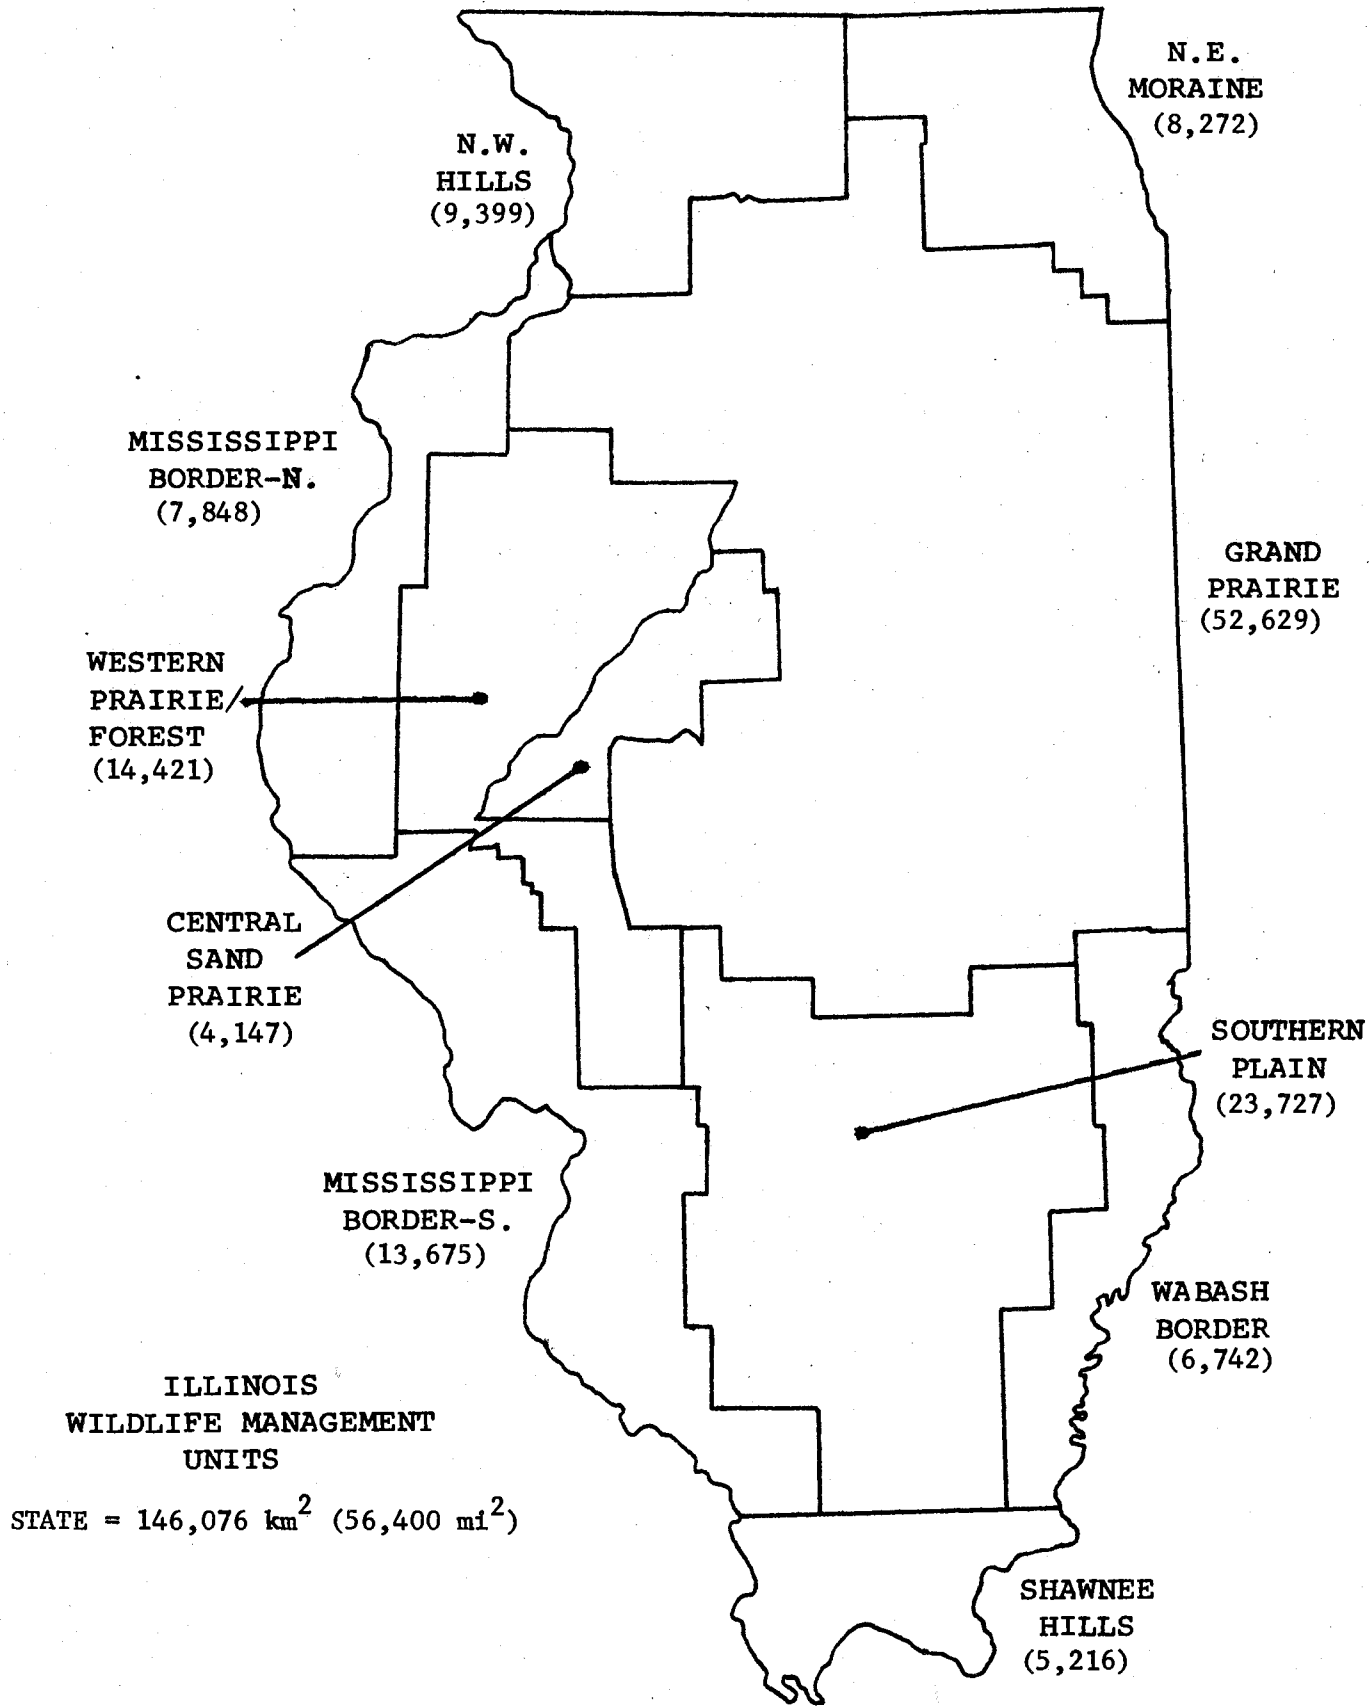 N.E.
MORAINE
(8,272)
N.W.
HILLS
(9,399)
MISSISSIPPI
BORDER-N.
(7,848)
GRAND
PRAIRIE
(52,629)
WESTERN
PRAIRIE/
FOREST
(14,421)
CENTRAL
SAND
PRAIRIE
(4,147)
SOUTHERN
PLAIN
(23,727)
MISSISSIPPI
BORDER-S.
(13,675)
WABASH
BORDER
(6,742)
ILLINOIS
WILDLIFE MANAGEMENT
UNITS
STATE = 146,076 km² (56,400 mi²)
SHAWNEE
HILLS
(5,216)